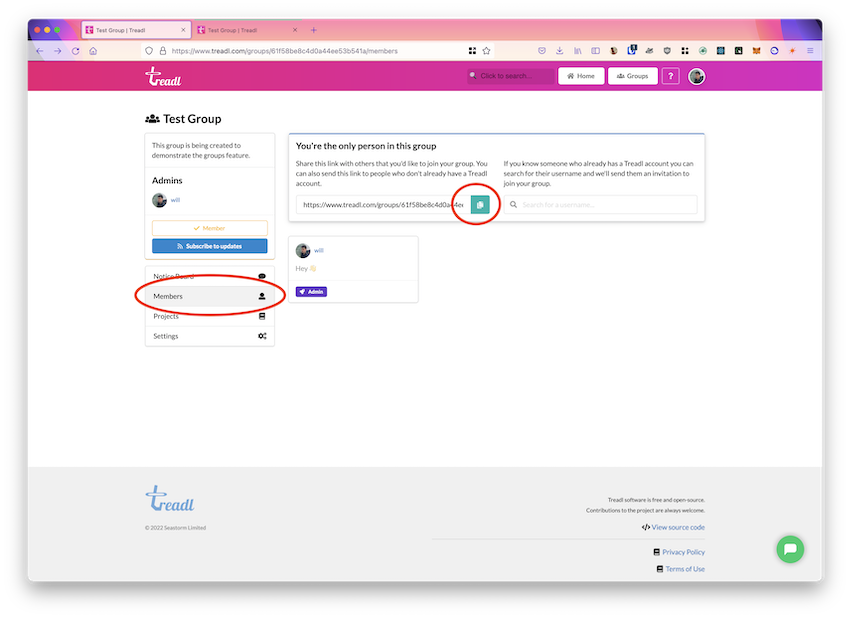 Test Group | Treadl
Test Group | Treadl
https://www.treadl.com/groups/61f58be8c4d0a44ee53b541a/members
treadl
Click to search...
Home
Groups
?
Test Group
This group is being created to
demonstrate the groups feature.
Admins
will
Member
Subscribe to updates
Notice Board
Members
Projects
Settings
You're the only person in this group
Share this link with others that you'd like to join your group. You
can also send this link to people who don't already have a Treadl
account.
https://www.treadl.com/groups/61f58be8c4d0a44ee
If you know someone who already has a Treadl account you can
search for their username and we'll send them an invitation to
join your group.
Search for a username...
will
Hey 👋
Admin
treadl
© 2022 Seastorm Limited
Treadl software is free and open-source.
Contributions to the project are always welcome.
View source code
Privacy Policy
Terms of Use